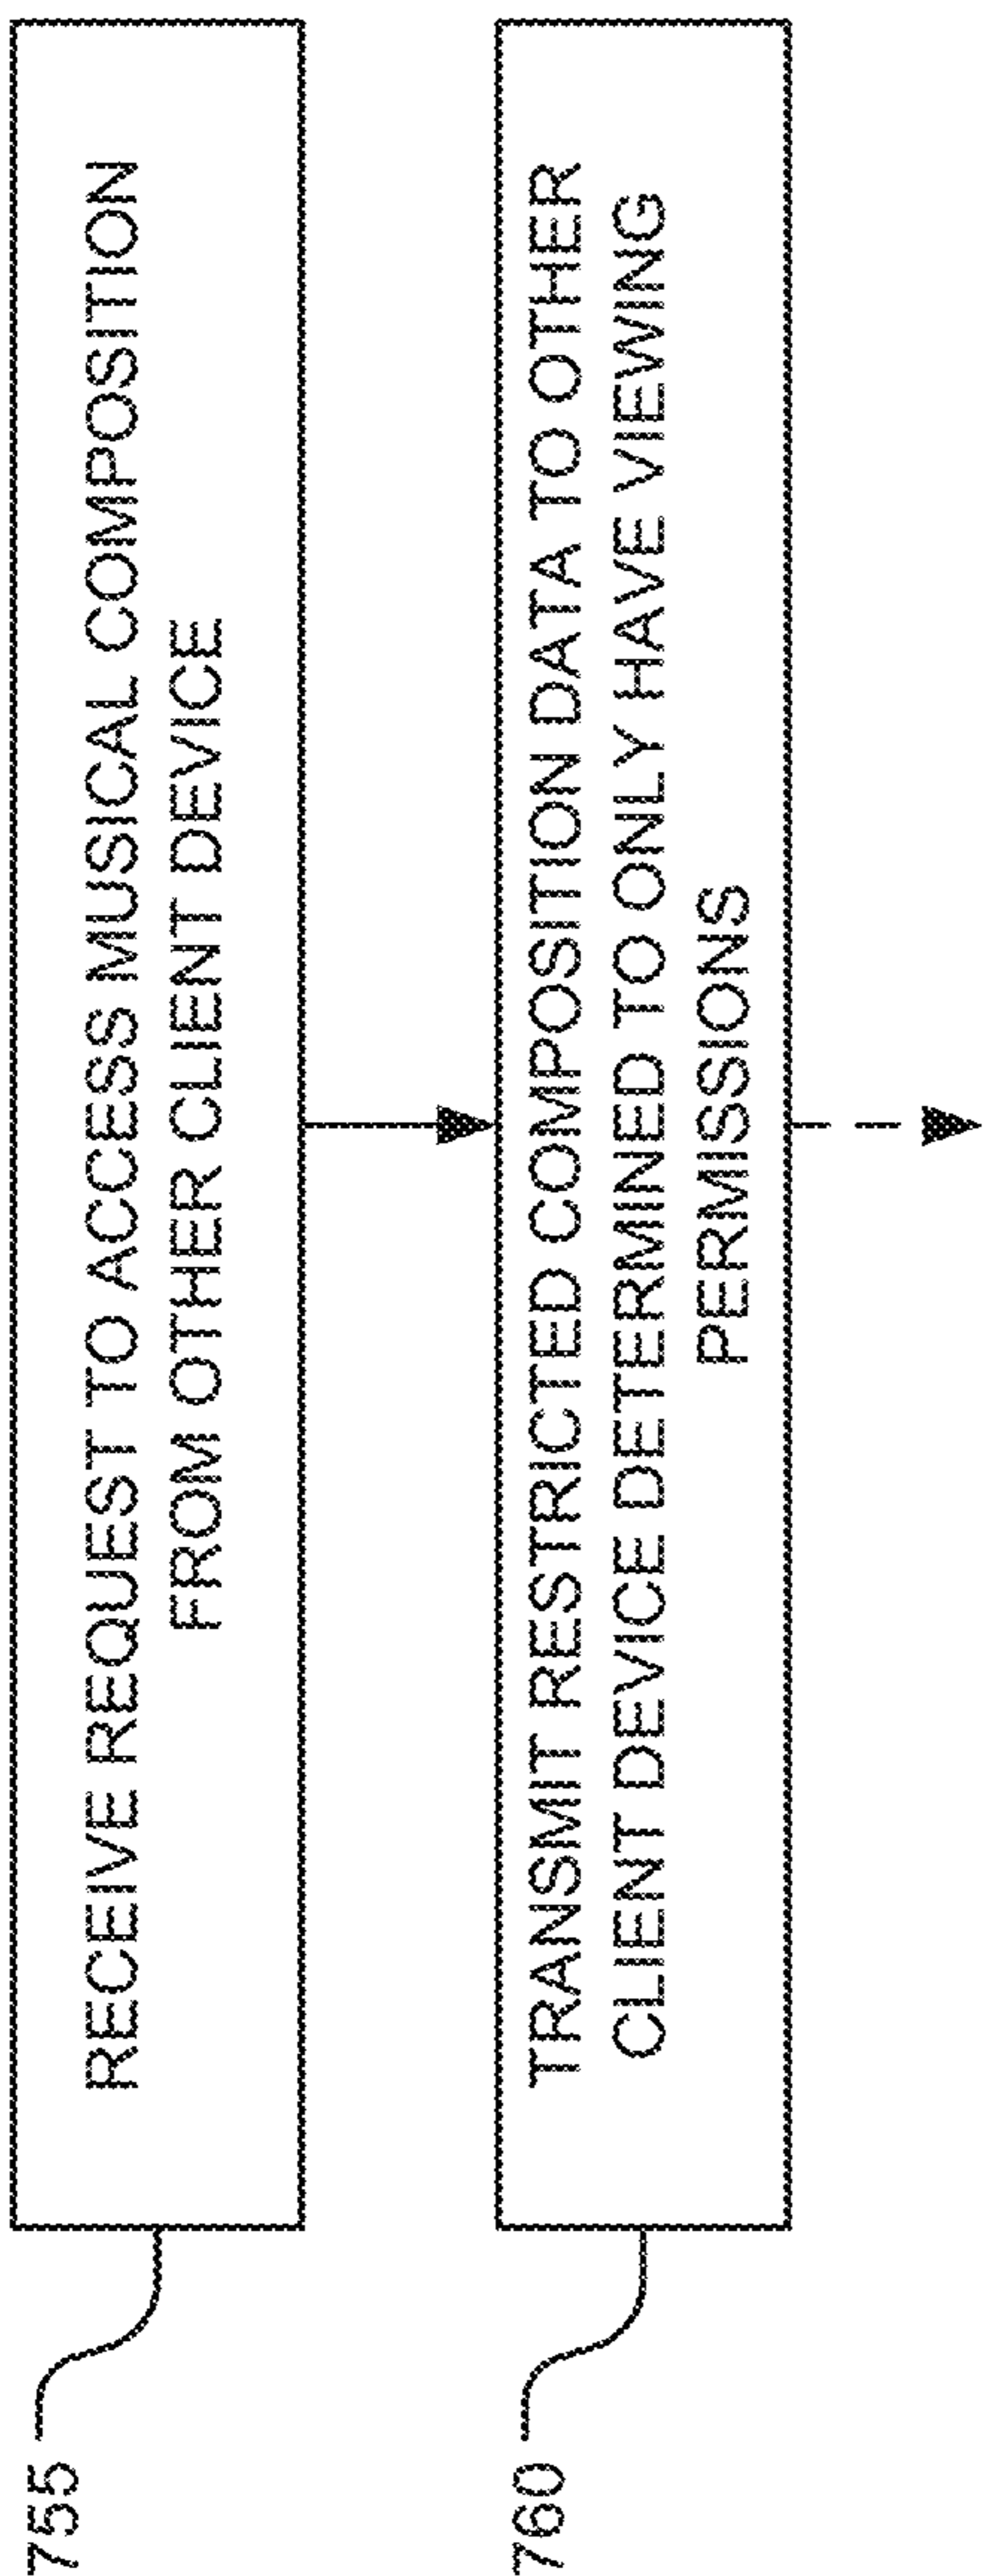 755
RECEIVE REQUEST TO ACCESS MUSICAL COMPOSITION
FROM OTHER CLIENT DEVICE
760
TRANSMIT RESTRICTED COMPOSITION DATA TO OTHER
CLIENT DEVICE DETERMINED TO ONLY HAVE VIEWING
PERMISSIONS